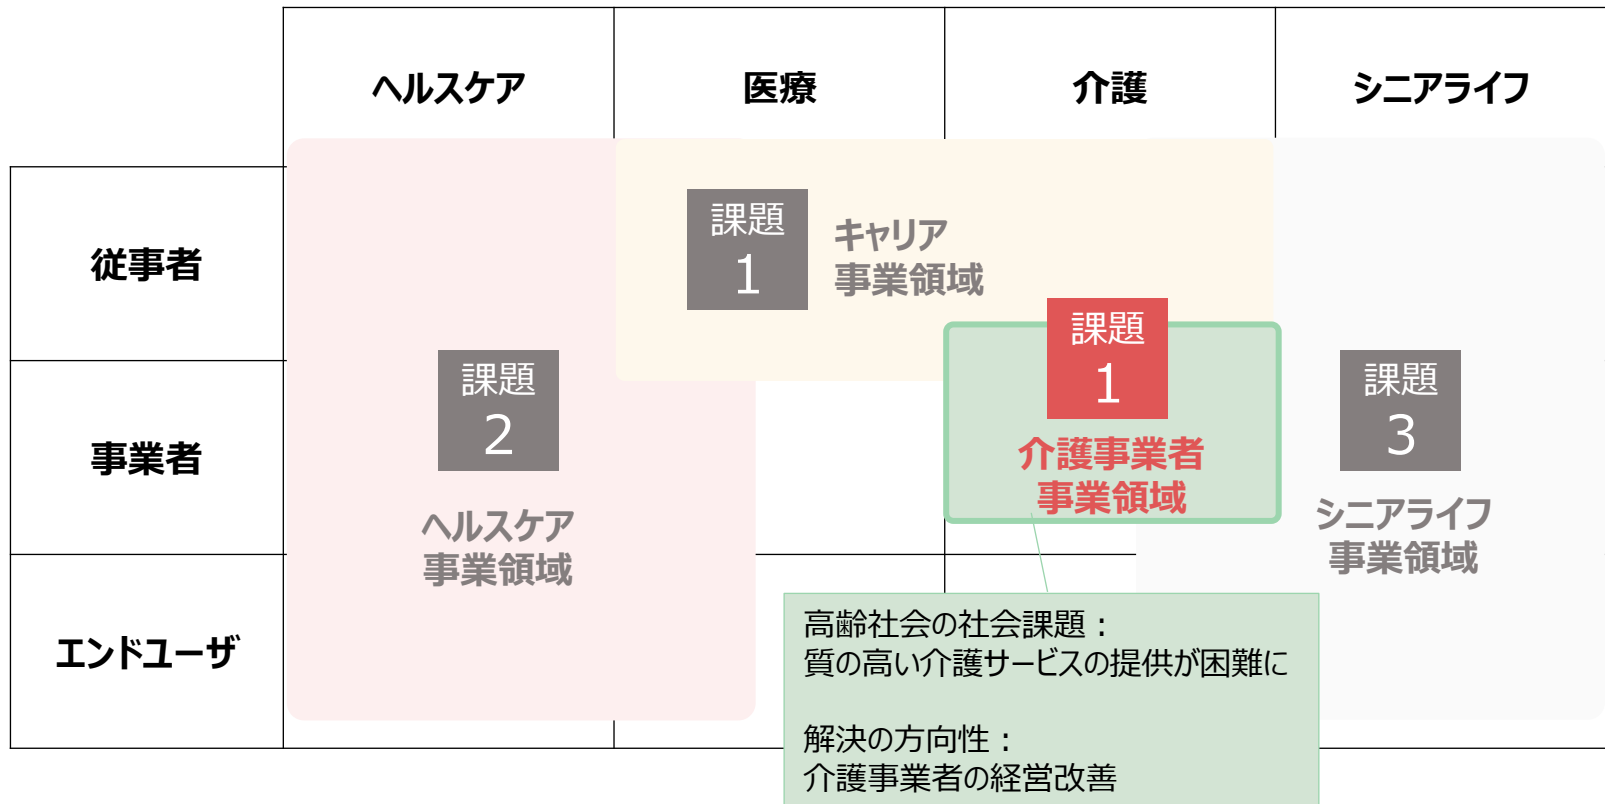 ヘルスケア
医療
介護
シニアライフ
従事者
課題
1
キャリア
事業領域
事業者
課題
2
ヘルスケア
事業領域
課題
1
介護事業者
事業領域
課題
3
シニアライフ
事業領域
エンドユーザ
高齢社会の社会課題：
質の高い介護サービスの提供が困難に
解決の方向性：
介護事業者の経営改善